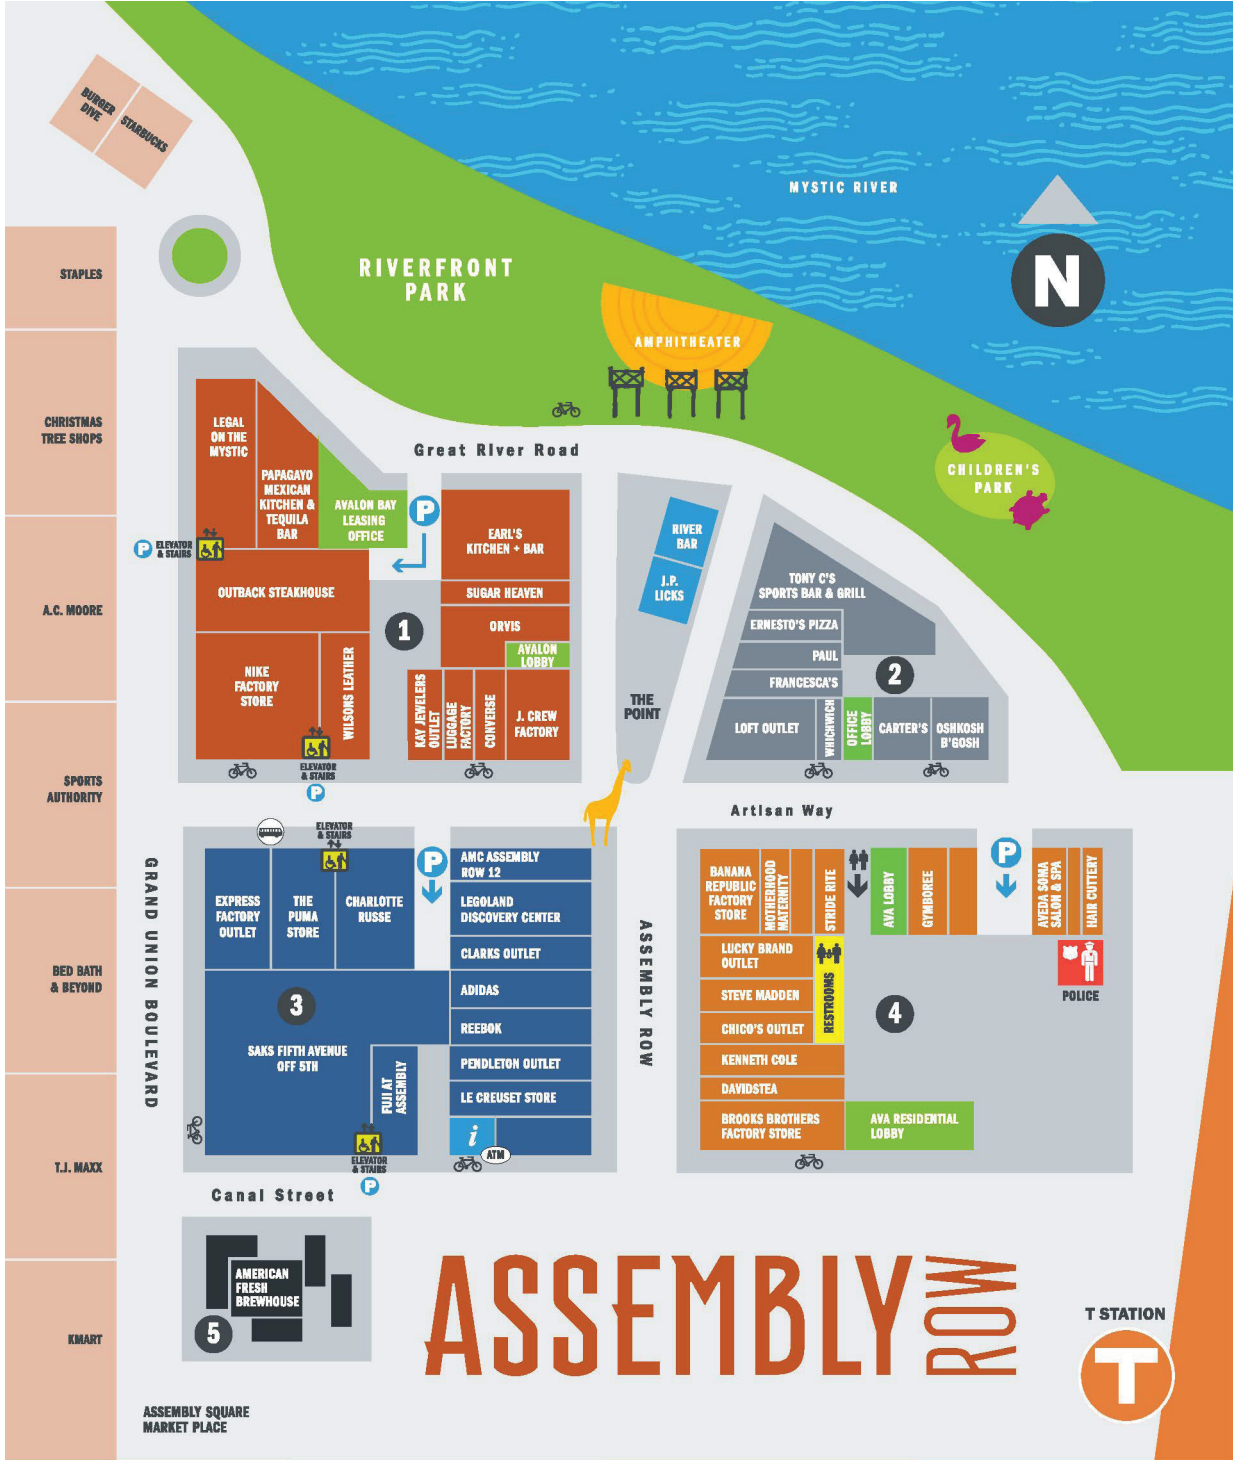 BURGER
DIVE
STARBUCKS
MYSTIC RIVER
N
STAPLES
RIVERFRONT
PARK
AMPHITHEATER
CHRISTMAS
TREE SHOPS
LEGAL
ON THE
MYSTIC
Great River Road
CHILDREN'S
PARK
PAPAGAYO
MEXICAN
KITCHEN &
TEQUILA
BAR
AVALON BAY
LEASING
OFFICE
P
EARL'S
KITCHEN + BAR
RIVER
BAR
P
ELEVATOR
& STAIRS
J.P.
LICKS
TONY C'S
SPORTS BAR & GRILL
OUTBACK STEAKHOUSE
SUGAR HEAVEN
A.C. MOORE
1
ORVIS
ERNESTO'S PIZZA
AVALON
LOBBY
PAUL
2
NIKE
FACTORY
STORE
WILSONS LEATHER
FRANCESCA'S
KAY JEWELERS
OUTLET
LUGGAGE
FACTORY
CONVERSE
J. CREW
FACTORY
THE
POINT
LOFT OUTLET
WHICHWICH
OFFICE
LOBBY
CARTER'S
OSHKOSH
B'GOSH
ELEVATOR
& STAIRS
P
SPORTS
AUTHORITY
Artisan Way
ELEVATOR
& STAIRS
P
AMC ASSEMBLY
ROW 12
P
GRAND UNION BOULEVARD
EXPRESS
FACTORY
OUTLET
THE
PUMA
STORE
CHARLOTTE
RUSSE
LEGOLAND
DISCOVERY CENTER
CLARKS OUTLET
ASSEMBLY ROW
BANANA
REPUBLIC
FACTORY
STORE
MOTHERHOOD
MATERNITY
STRIDE RITE
AVA LOBBY
GYMBOREE
AVEDA SOMA
SALON & SPA
HAIR CUTTERY
LUCKY BRAND
OUTLET
RESTROOMS
POLICE
BED BATH
& BEYOND
ADIDAS
STEVE MADDEN
3
4
REEBOK
CHICO'S OUTLET
SAKS FIFTH AVENUE
OFF 5TH
FUJI AT
ASSEMBLY
PENDLETON OUTLET
KENNETH COLE
LE CREUSET STORE
DAVIDSTEA
BROOKS BROTHERS
FACTORY STORE
AVA RESIDENTIAL
LOBBY
i
ATM
ELEVATOR
& STAIRS
P
T.J. MAXX
Canal Street
AMERICAN
FRESH
BREWHOUSE
5
ASSEMBLY
ROW
T STATION
T
KMART
ASSEMBLY SQUARE
MARKET PLACE